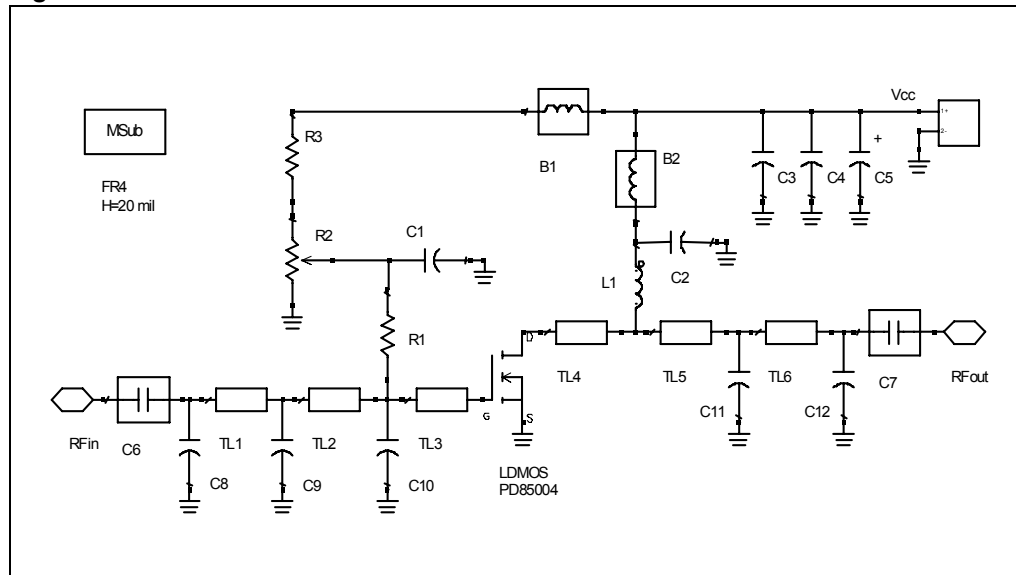 Vcc
1+
2-
MSub
FR4
H=20 mil
R3
B1
B2
C3
C4
C5
+
R2
C1
C2
L1
R1
D
G
S
TL4
TL5
TL6
C7
RFout
C11
C12
RFin
C6
TL1
TL2
TL3
C8
C9
C10
LDMOS
PD85004